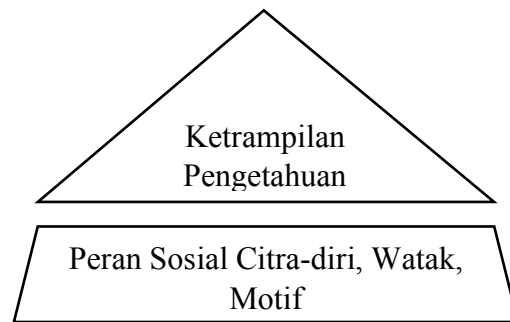 Ketrampilan
Pengetahuan
Peran Sosial Citra-diri, Watak,
Motif